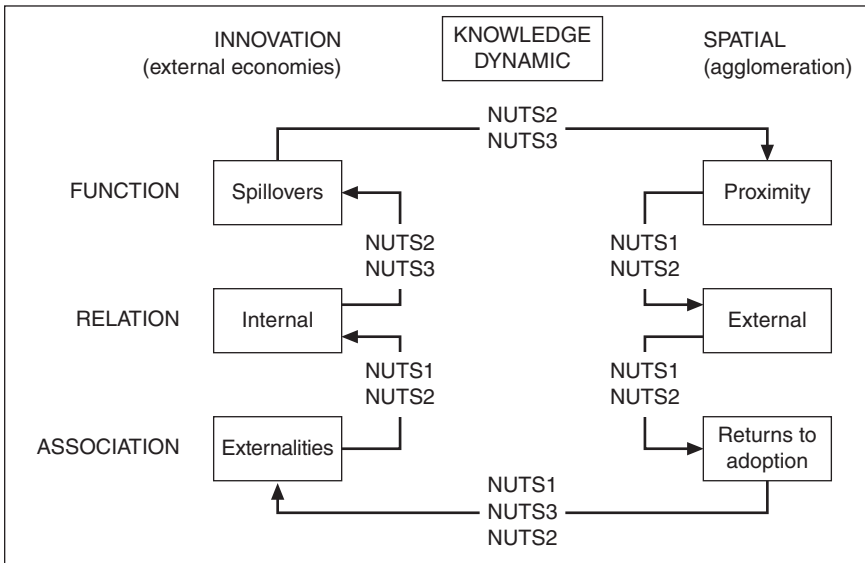 INNOVATION
(external economies)
KNOWLEDGE
DYNAMIC
SPATIAL
(agglomeration)
NUTS2
NUTS3
FUNCTION
Spillovers
Proximity
NUTS2
NUTS3
NUTS1
NUTS2
RELATION
Internal
External
NUTS1
NUTS2
NUTS1
NUTS2
ASSOCIATION
Externalities
Returns to
adoption
NUTS1
NUTS3
NUTS2